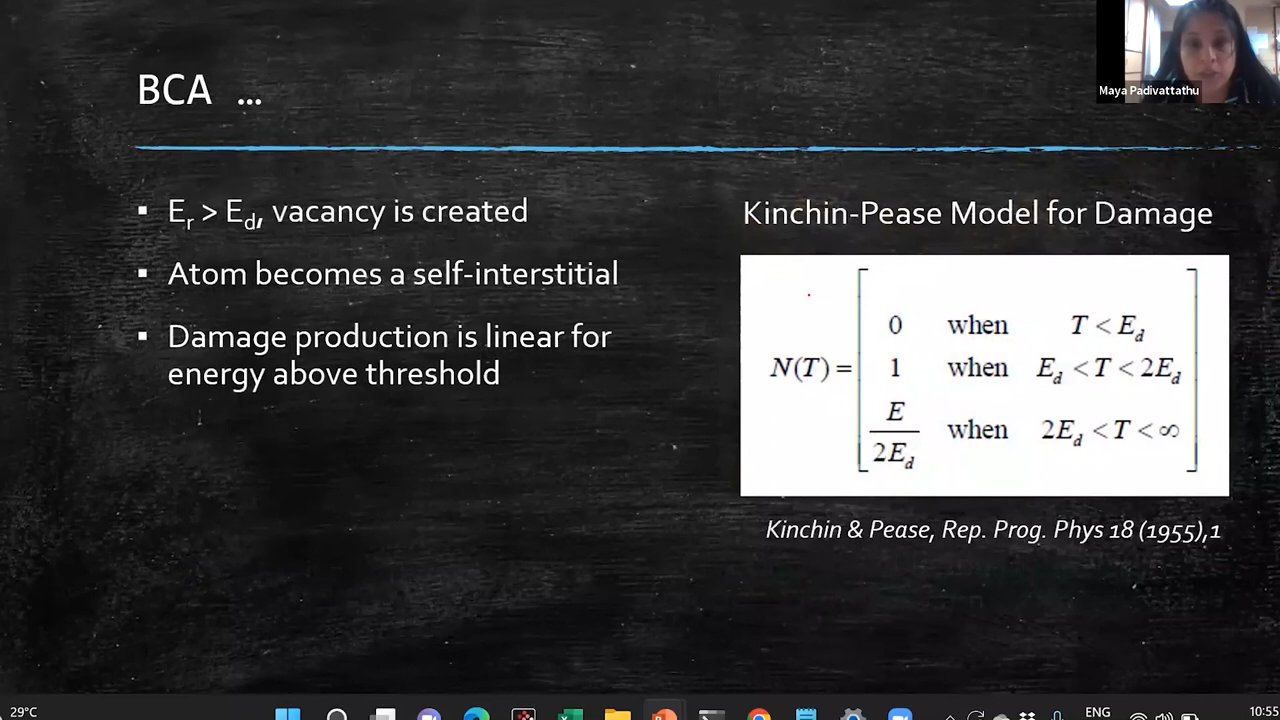 Maya Padivattathu
BCA ...
▪ Er > Ed, vacancy is created
▪ Atom becomes a self-interstitial
▪ Damage production is linear for
energy above threshold
Kinchin-Pease Model for Damage
0 when T < Ed
N(T) = 1 when Ed < T < 2Ed
E/2Ed when 2Ed < T < ∞
Kinchin & Pease, Rep. Prog. Phys 18 (1955),1
29°C
ENG
10:55